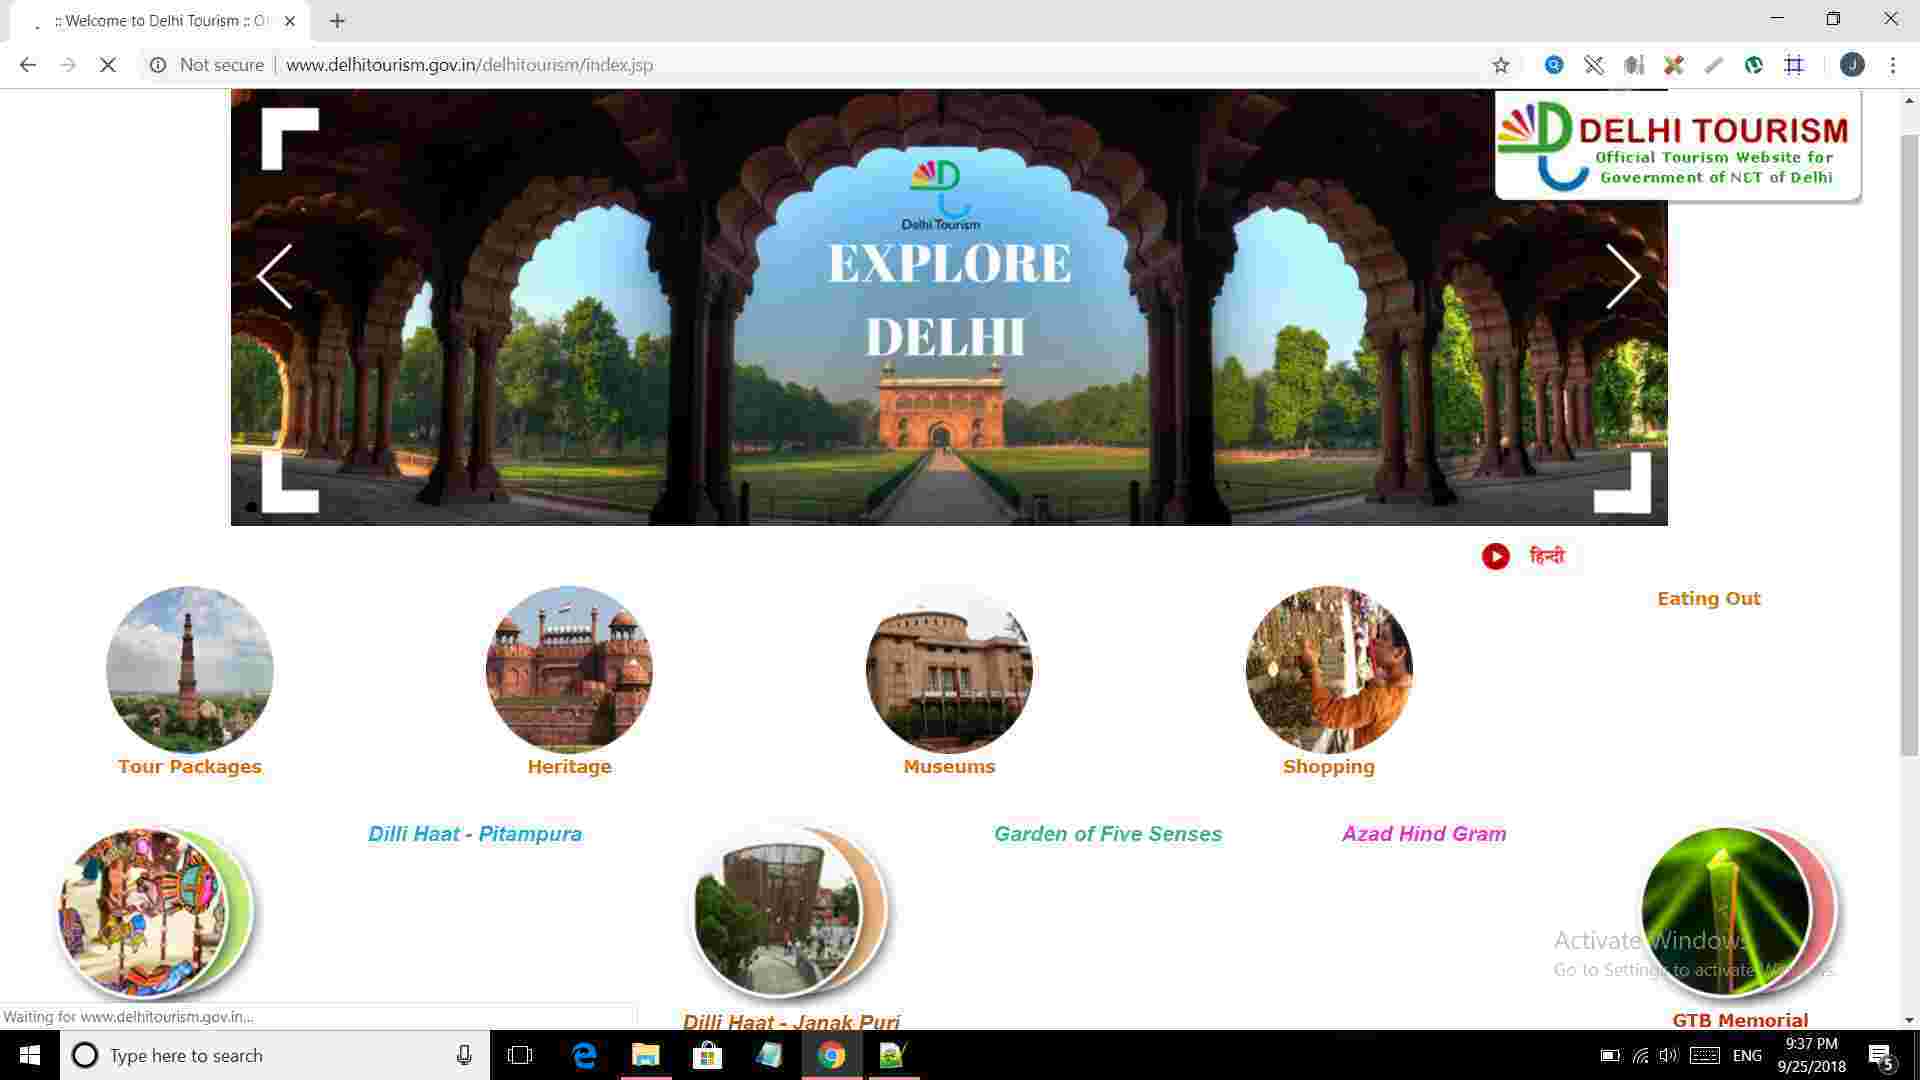 :: Welcome to Delhi Tourism :: O
Not secure
www.delhitourism.gov.in/delhitourism/index.jsp
J
DELHI TOURISM
Official Tourism Website for
Government of NCT of Delhi
Delhi Tourism
EXPLORE
DELHI
हिन्दी
Eating Out
Tour Packages
Heritage
Museums
Shopping
Dilli Haat - Pitampura
Garden of Five Senses
Azad Hind Gram
Activate Windows
Go to Settings to activate Windows.
Waiting for www.delhitourism.gov.in...
Dilli Haat - Janak Puri
GTB Memorial
Type here to search
ENG
9:37 PM
9/25/2018
5